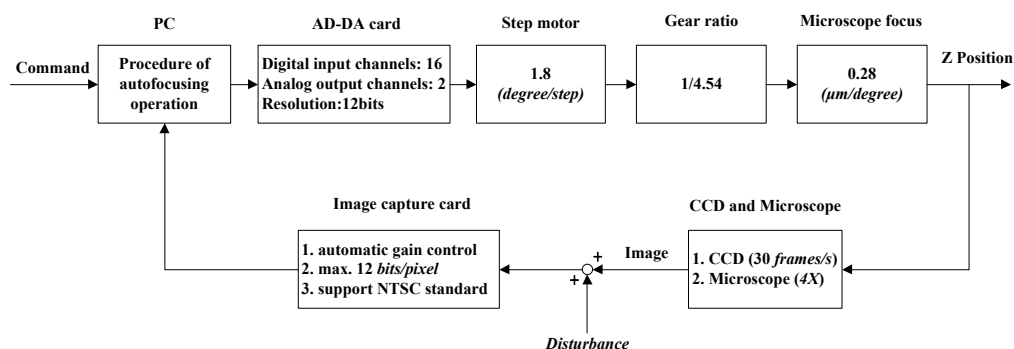 PC
AD-DA card
Step motor
Gear ratio
Microscope focus
Command
Procedure of
autofocusing
operation
Digital input channels: 16
Analog output channels: 2
Resolution:12bits
1.8
(degree/step)
1/4.54
0.28
(μm/degree)
Z Position
Image capture card
1. automatic gain control
2. max. 12 bits/pixel
3. support NTSC standard
+
+
Image
CCD and Microscope
1. CCD (30 frames/s)
2. Microscope (4X)
Disturbance